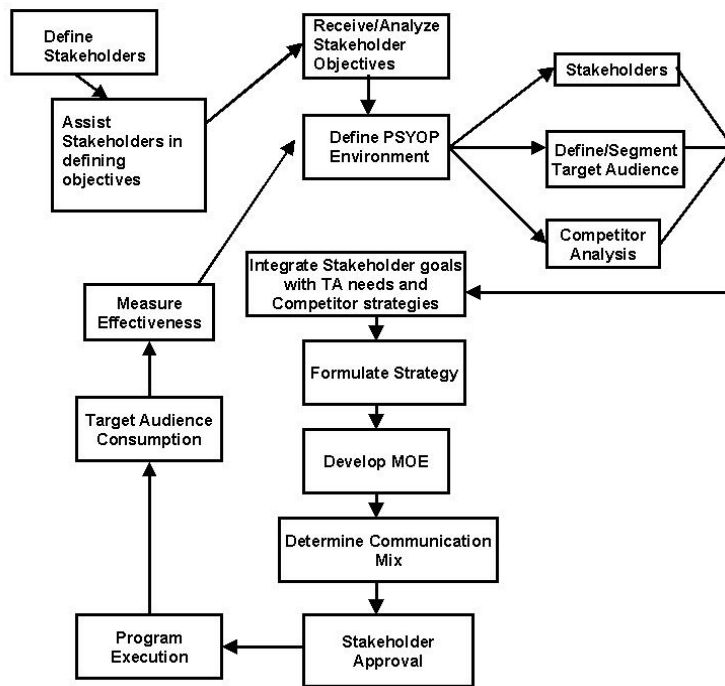 Define
Stakeholders
Assist
Stakeholders in
defining
objectives
Receive/Analyze
Stakeholder
Objectives
Define PSYOP
Environment
Stakeholders
Define/Segment
Target Audience
Competitor
Analysis
Integrate Stakeholder goals
with TA needs and
Competitor strategies
Formulate Strategy
Develop MOE
Determine Communication
Mix
Stakeholder
Approval
Program
Execution
Target Audience
Consumption
Measure
Effectiveness